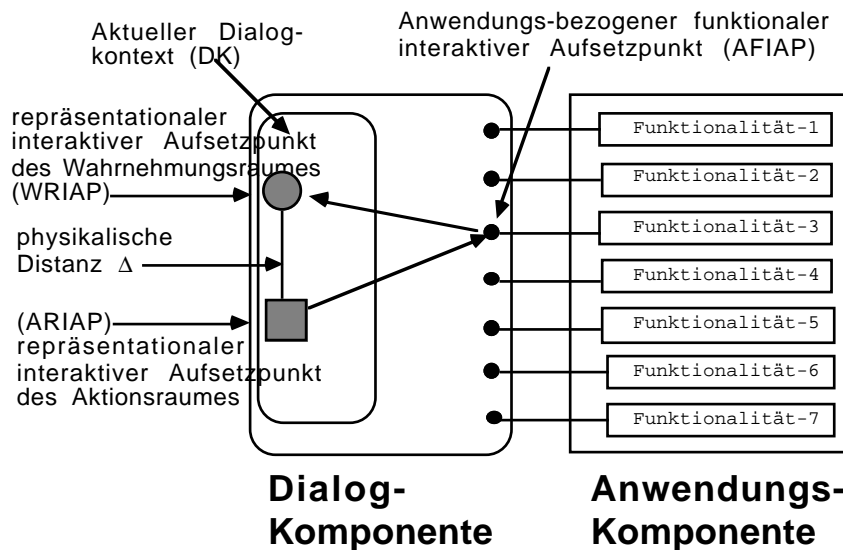 Aktueller Dialog-
kontext (DK)
Anwendungs-bezogener funktionaler
interaktiver Aufsetzpunkt (AFIAP)
repräsentationaler
interaktiver Aufsetzpunkt
des Wahrnehmungsraumes
(WRIAP)
physikalische
Distanz Δ
(ARIAP)
repräsentationaler
interaktiver Aufsetzpunkt
des Aktionsraumes
Funktionalität-1
Funktionalität-2
Funktionalität-3
Funktionalität-4
Funktionalität-5
Funktionalität-6
Funktionalität-7
Dialog-
Komponente
Anwendungs-
Komponente